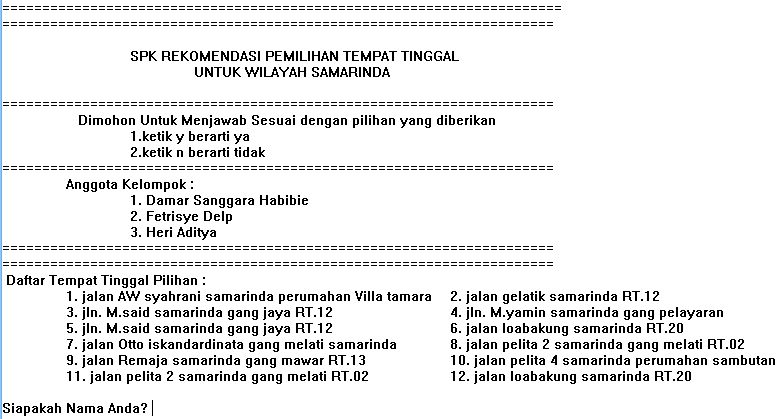 ======================================================================
=====================================================================
SPK REKOMENDASI PEMILIHAN TEMPAT TINGGAL
UNTUK WILAYAH SAMARINDA
=====================================================================
Dimohon Untuk Menjawab Sesuai dengan pilihan yang diberikan
1.ketik y berarti ya
2.ketik n berarti tidak
=====================================================================
Anggota Kelompok :
1. Damar Sanggara Habibie
2. Fetrisye Delp
3. Heri Aditya
=====================================================================
=====================================================================
Daftar Tempat Tinggal Pilihan :
1. jalan AW syahrani samarinda perumahan Villa tamara 2. jalan gelatik samarinda RT.12
3. jln. M.said samarinda gang jaya RT.12 4. jln. M.yamin samarinda gang pelayaran
5. jln. M.said samarinda gang jaya RT.12 6. jalan loabakung samarinda RT.20
7. jalan Otto iskandardinata gang melati samarinda 8. jalan pelita 2 samarinda gang melati RT.02
9. jalan Remaja samarinda gang mawar RT.13 10. jalan pelita 4 samarinda perumahan sambutan
11. jalan pelita 2 samarinda gang melati RT.02 12. jalan loabakung samarinda RT.20
Siapakah Nama Anda?